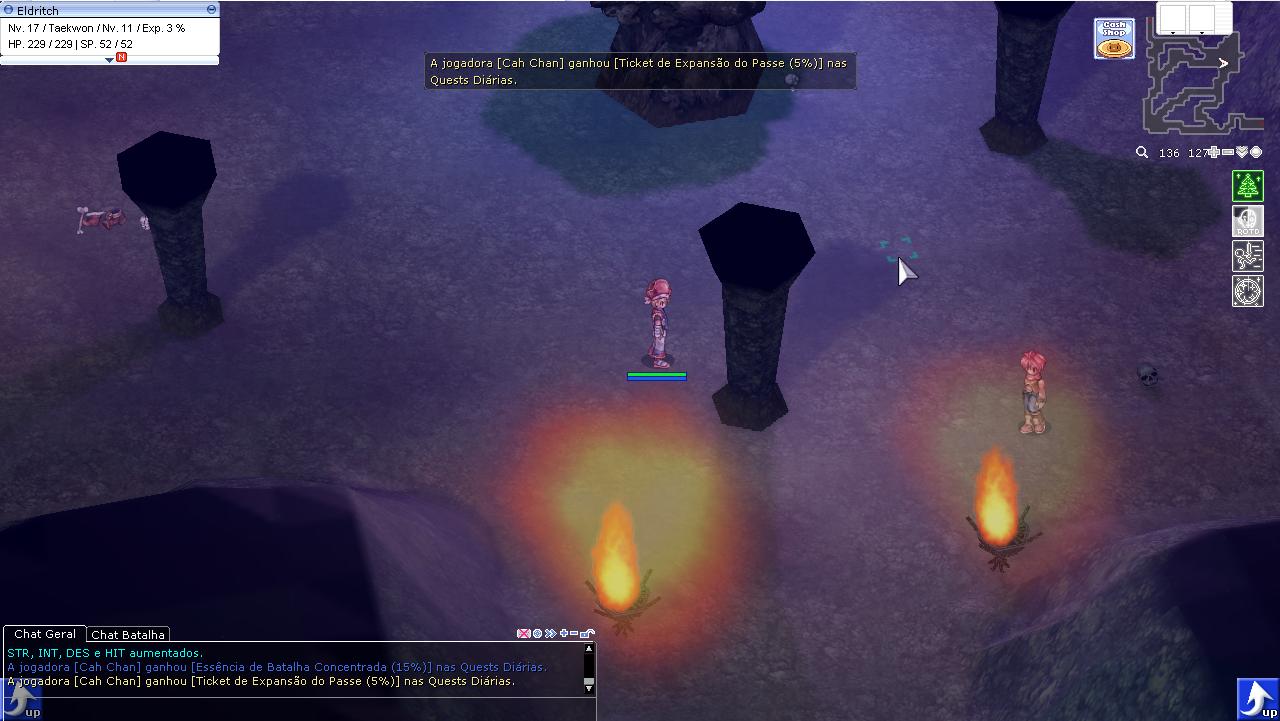 Eldritch
Nv. 17 / Taekwon / Nv. 11 / Exp. 3 %
HP. 229 / 229 | SP. 52 / 52
N
A jogadora [Cah Chan] ganhou [Ticket de Expansão do Passe (5%)] nas
Quests Diárias.
Cash
Shop
136 127
ROTD
Chat Geral
Chat Batalha
STR, INT, DES e HIT aumentados.
A jogadora [Cah Chan] ganhou [Essência de Batalha Concentrada (15%)] nas Quests Diárias.
A jogadora [Cah Chan] ganhou [Ticket de Expansão do Passe (5%)] nas Quests Diárias.
up
up